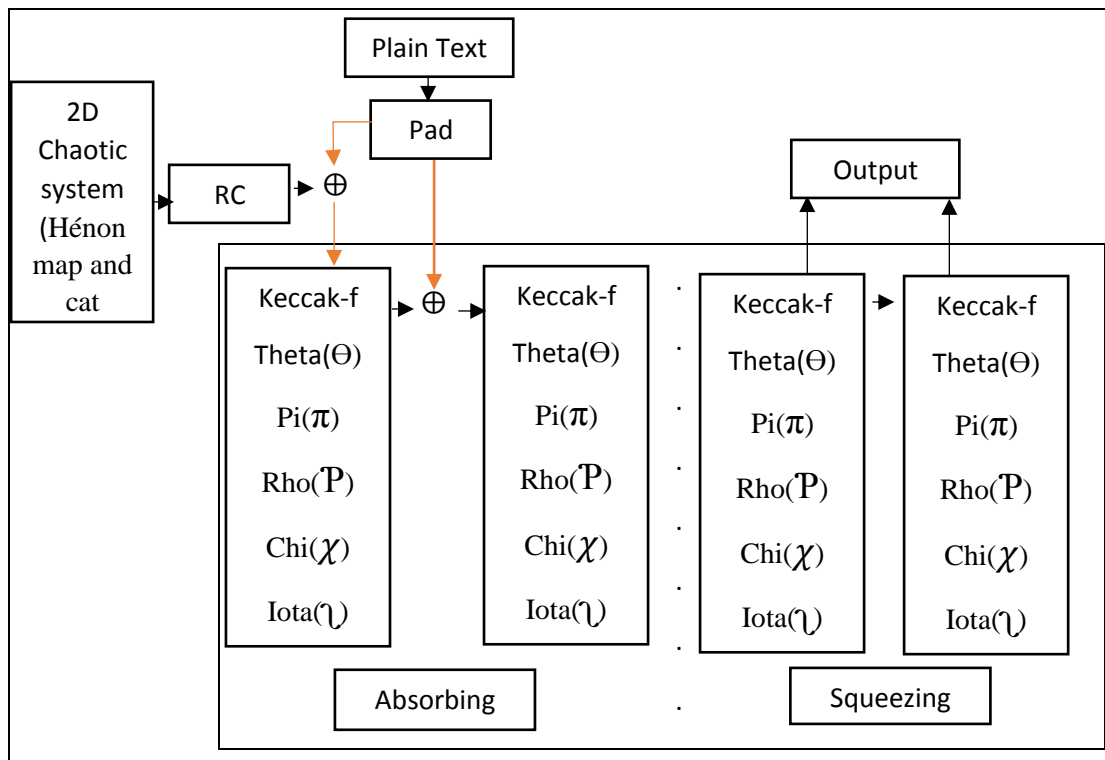 Plain Text
2D
Chaotic
system
(Hénon
map and
cat
Pad
RC
⊕
Output
Keccak-f
Theta(Ө)
Pi(π)
Rho(Ƥ)
Chi(χ)
Iota(ʅ)
⊕
Keccak-f
Theta(Ө)
Pi(π)
Rho(Ƥ)
Chi(χ)
Iota(ʅ)
Keccak-f
Theta(Ө)
Pi(π)
Rho(Ƥ)
Chi(χ)
Iota(ʅ)
Keccak-f
Theta(Ө)
Pi(π)
Rho(Ƥ)
Chi(χ)
Iota(ʅ)
Absorbing
Squeezing